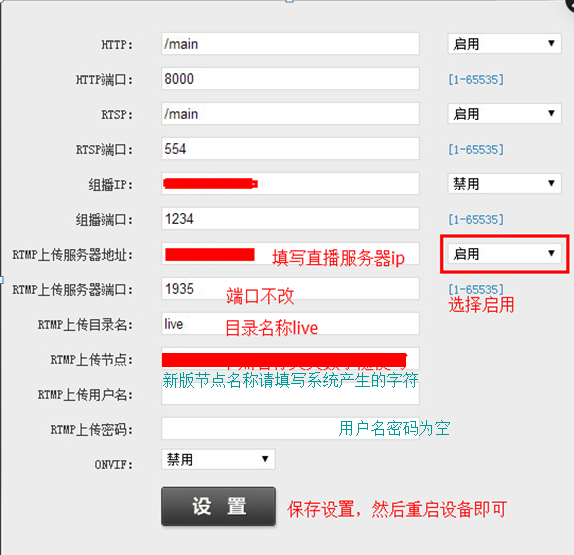 HTTP: /main 启用
HTTP端口: 8000 [1-65535]
RTSP: /main 启用
RTSP端口: 554 [1-65535]
组播IP: 禁用
组播端口: 1234 [1-65535]
RTMP上传服务器地址: 填写直播服务器ip 启用
RTMP上传服务器端口: 1935 端口不改 [1-65535]
选择启用
RTMP上传目录名: live 目录名称live
RTMP上传节点:
新版节点名称请填写系统产生的字符
RTMP上传用户名:
RTMP上传密码: 用户名密码为空
ONVIF: 禁用
设 置 保存设置，然后重启设备即可